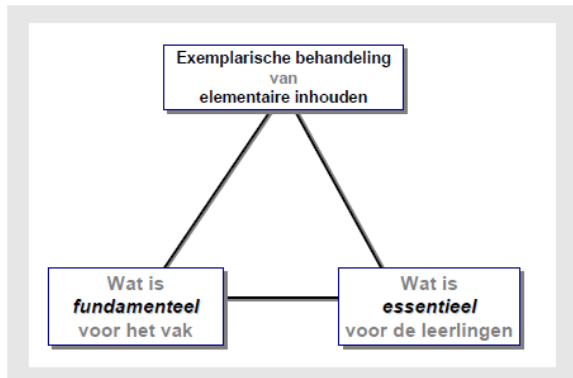 Exemplarische behandeling
van
elementaire inhouden
Wat is
fundamenteel
voor het vak
Wat is
essentieel
voor de leerlingen